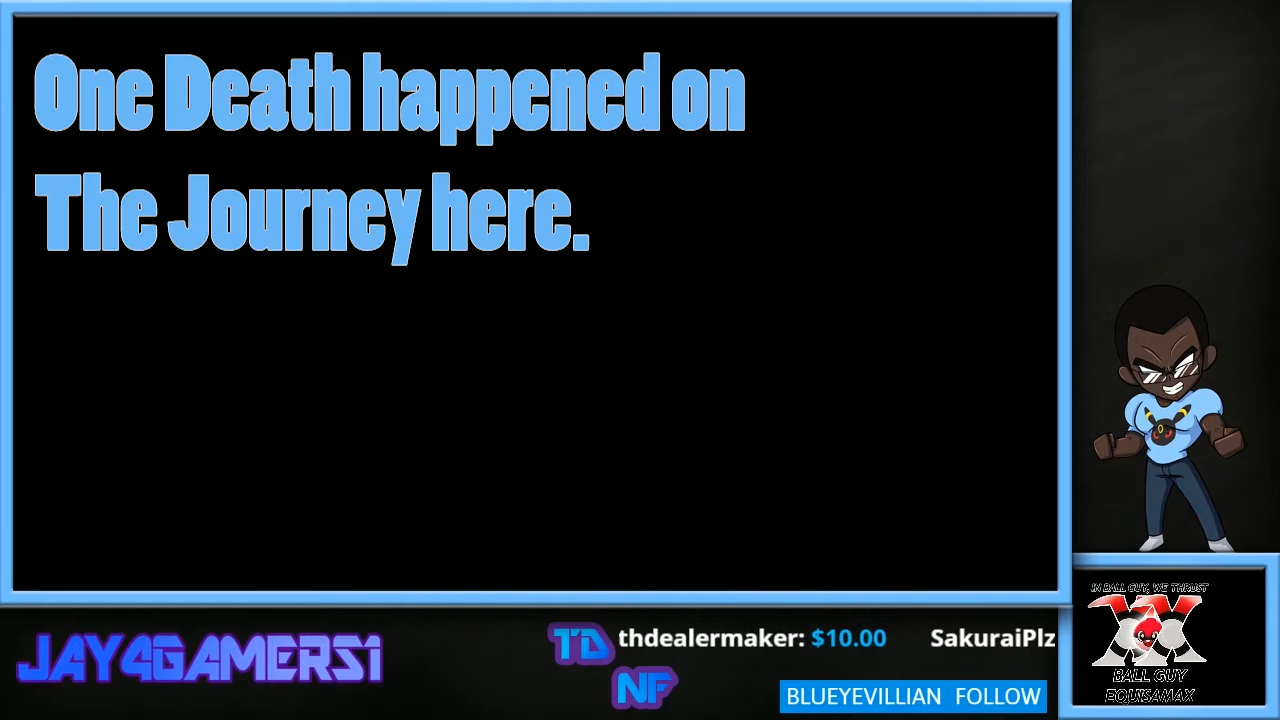 One Death happened on
The Journey here.
IN BALL GUY, WE THRUST
BALL GUY
EQUISAMAX
JAY4GAMERS1
TD
thdealermaker: $10.00
SakuraiPlz
NF
BLUEYEVILLIAN FOLLOW